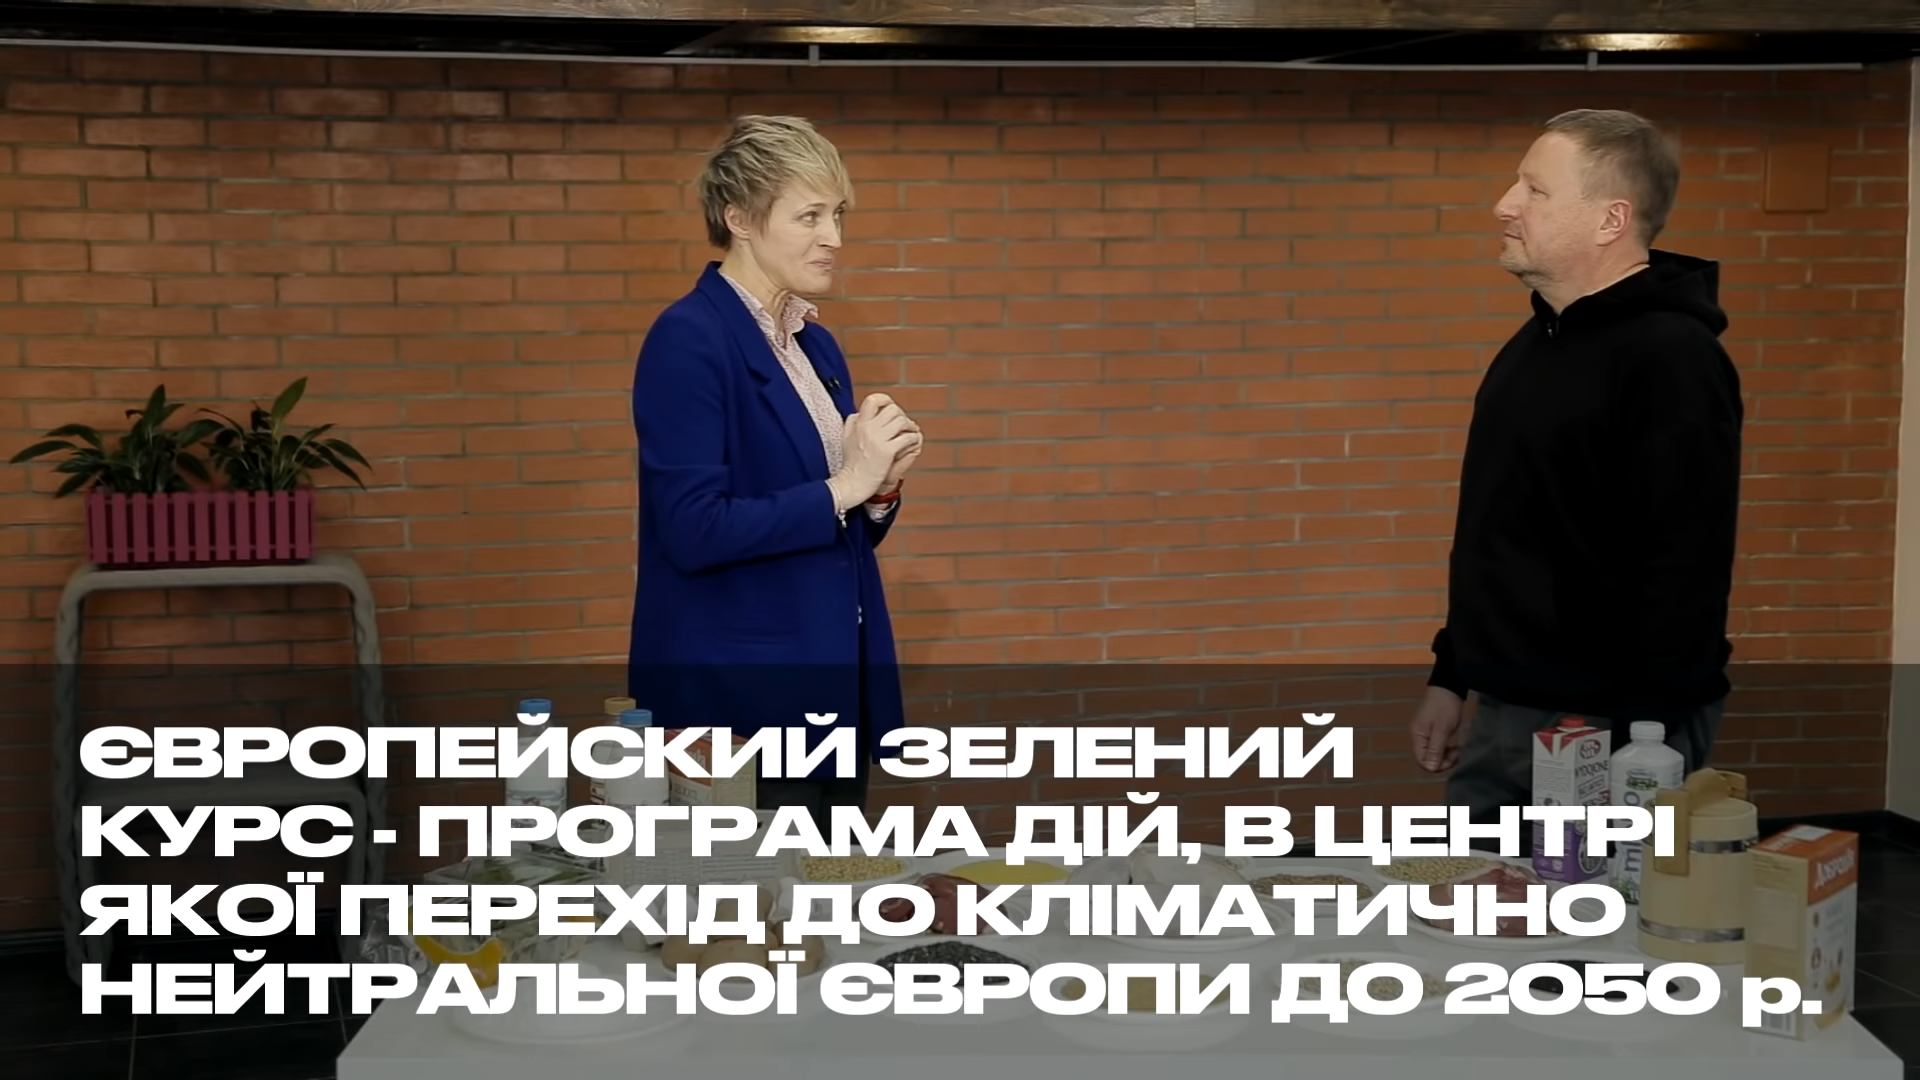 ЄВРОПЕЙСКИЙ ЗЕЛЕНИЙ
КУРС - ПРОГРАМА ДІЙ, В ЦЕНТРІ
ЯКОЇ ПЕРЕХІД ДО КЛІМАТИЧНО
НЕЙТРАЛЬНОЇ ЄВРОПИ ДО 2050 р.